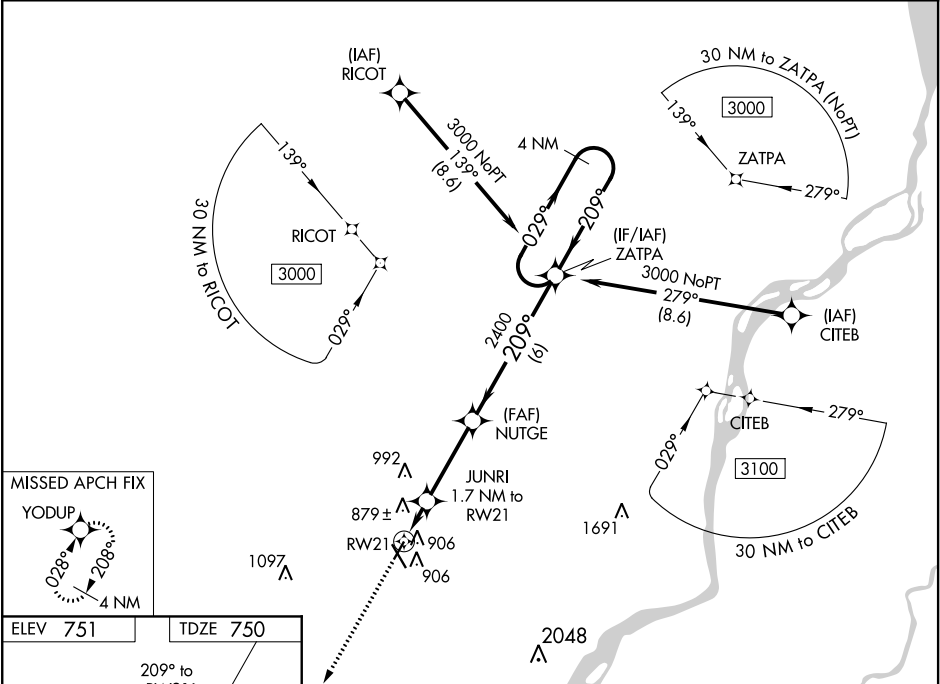 (IAF)
RICOT
3000 NoPT
139°
(8.6)
4 NM
029°
209°
30 NM to ZATPA (NoPT)
3000
139°
ZATPA
279°
139°
RICOT
30 NM to RICOT
3000
029°
(IF/IAF)
ZATPA
3000 NoPT
279°
(8.6)
(IAF)
CITEB
2400
209°
(6)
(FAF)
NUTGE
CITEB
279°
029°
3100
30 NM to CITEB
992
JUNRI
1.7 NM to
RW21
879±
RW21
906
906
1097
1691
2048
MISSED APCH FIX
YODUP
028°
208°
4 NM
ELEV 751
TDZE 750
209° to